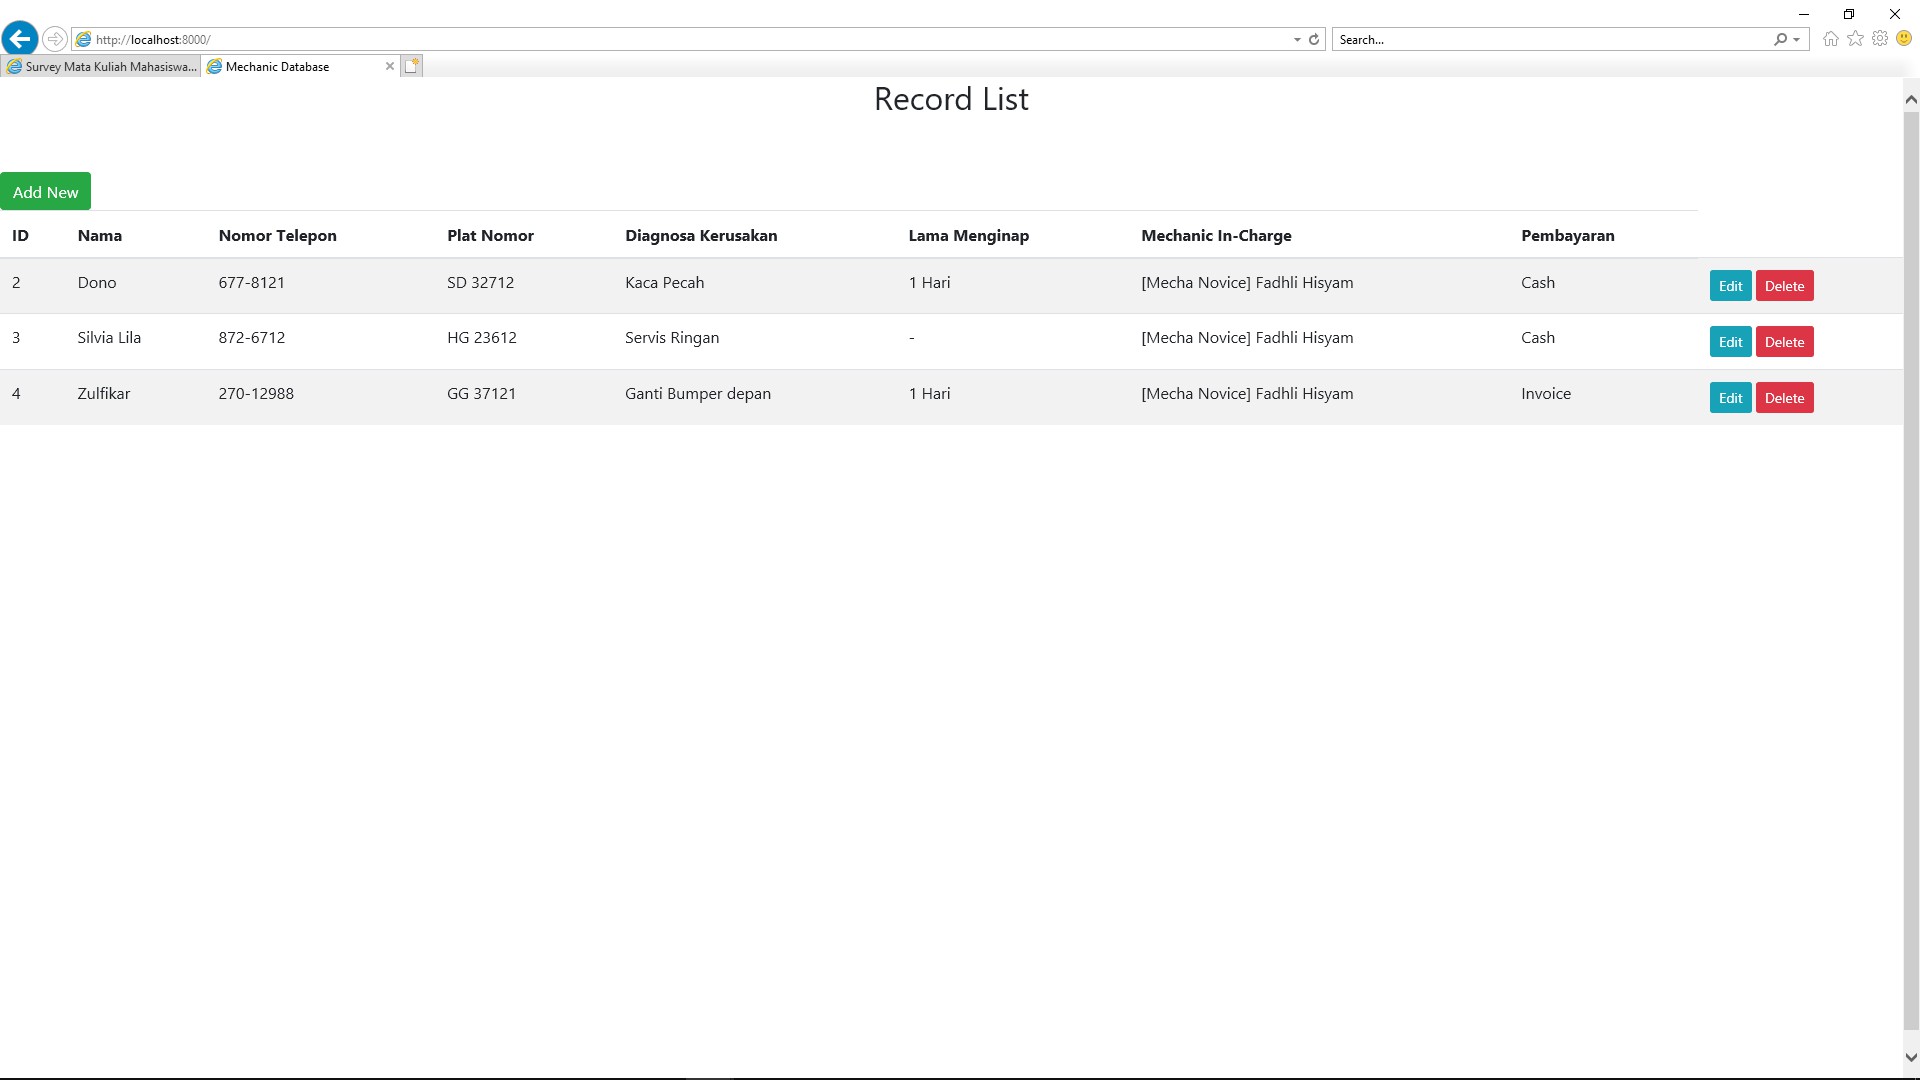 http://localhost:8000/
Search...
Survey Mata Kuliah Mahasiswa...
Mechanic Database
Record List
Add New
ID Nama Nomor Telepon Plat Nomor Diagnosa Kerusakan Lama Menginap Mechanic In-Charge Pembayaran
2 Dono 677-8121 SD 32712 Kaca Pecah 1 Hari [Mecha Novice] Fadhli Hisyam Cash Edit Delete
3 Silvia Lila 872-6712 HG 23612 Servis Ringan - [Mecha Novice] Fadhli Hisyam Cash Edit Delete
4 Zulfikar 270-12988 GG 37121 Ganti Bumper depan 1 Hari [Mecha Novice] Fadhli Hisyam Invoice Edit Delete